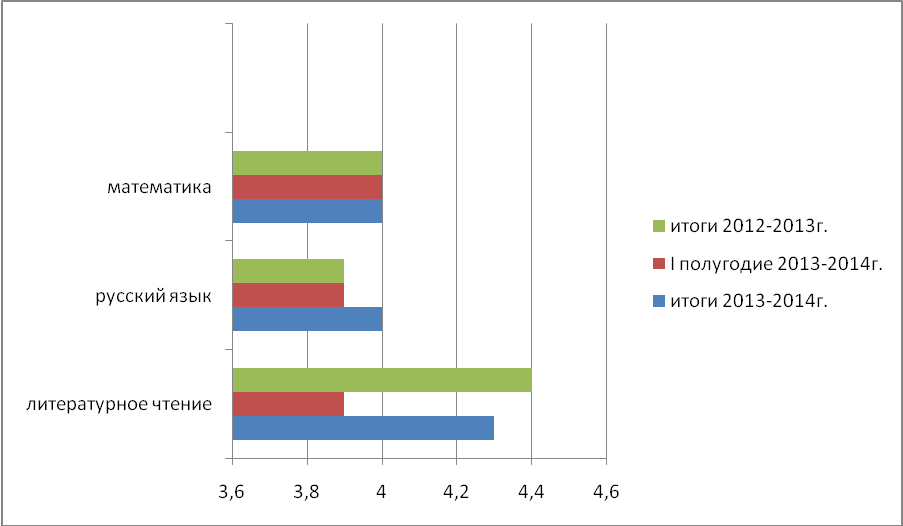 математика
русский язык
литературное чтение
3,6 3,8 4 4,2 4,4 4,6
итоги 2012-2013г.
I полугодие 2013-2014г.
итоги 2013-2014г.